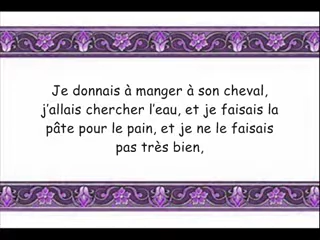 Je donnais à manger à son cheval,
j’allais chercher l’eau, et je faisais la
pâte pour le pain, et je ne le faisais
pas très bien,